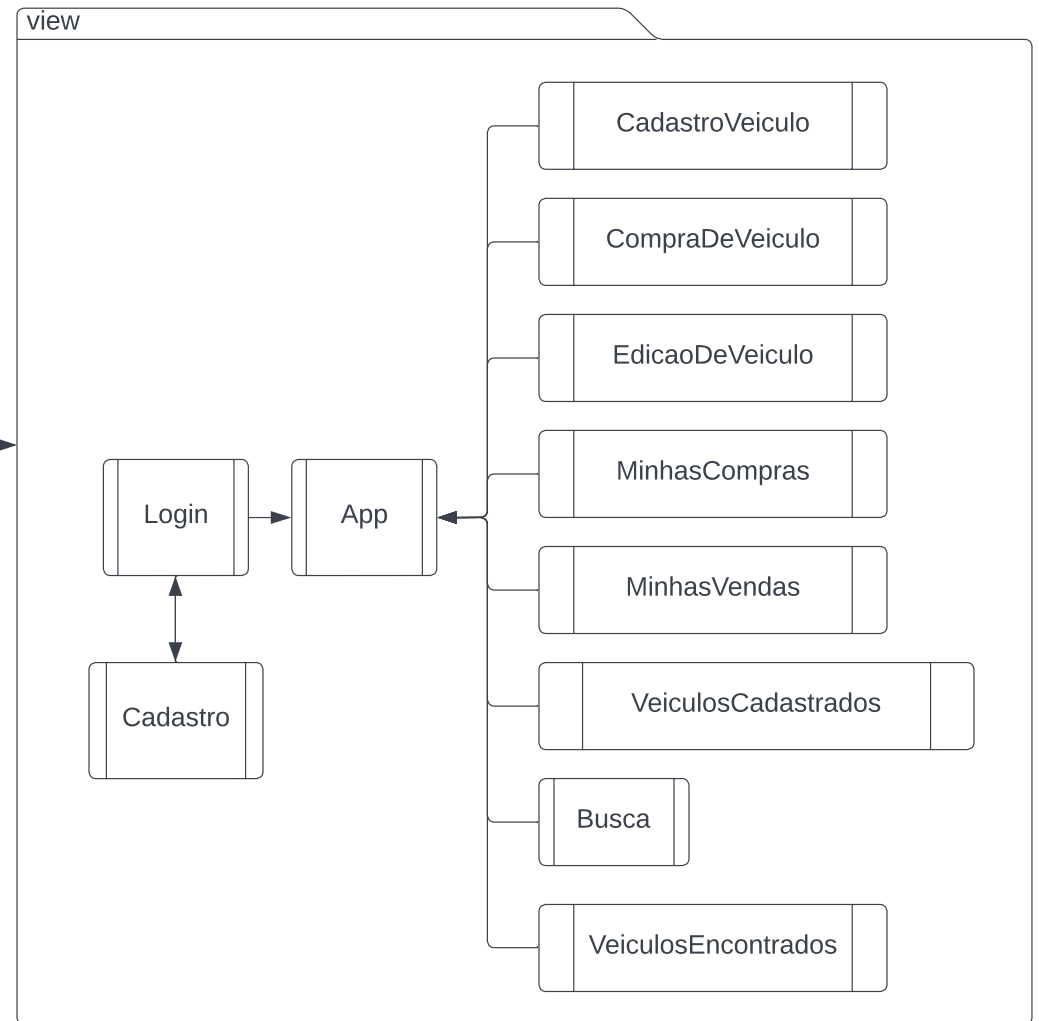 view
CadastroVeiculo
CompraDeVeiculo
EdicaoDeVeiculo
MinhasCompras
Login
App
MinhasVendas
Cadastro
VeiculosCadastrados
Busca
VeiculosEncontrados